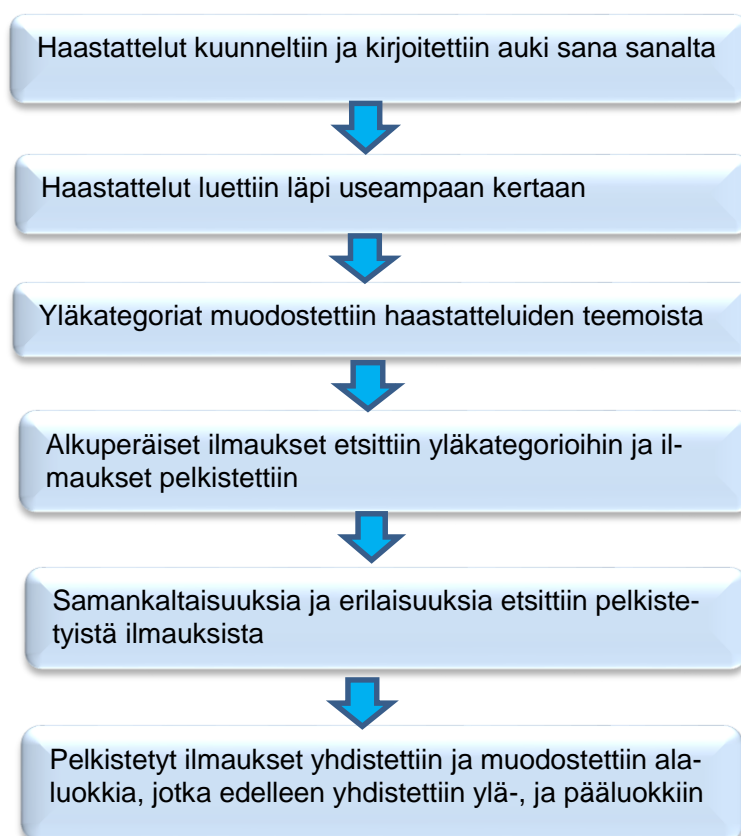 Haastattelut kuunneltiin ja kirjoitettiin auki sana sanalta
Haastattelut luettiin läpi useampaan kertaan
Yläkategoriat muodostettiin haastatteluiden teemoista
Alkuperäiset ilmaukset etsittiin yläkategorioihin ja il-
maukset pelkistettiin
Samankaltaisuuksia ja erilaisuuksia etsittiin pelkiste-
tyistä ilmauksista
Pelkistetyt ilmaukset yhdistettiin ja muodostettiin ala-
luokkia, jotka edelleen yhdistettiin ylä-, ja pääluokkiin